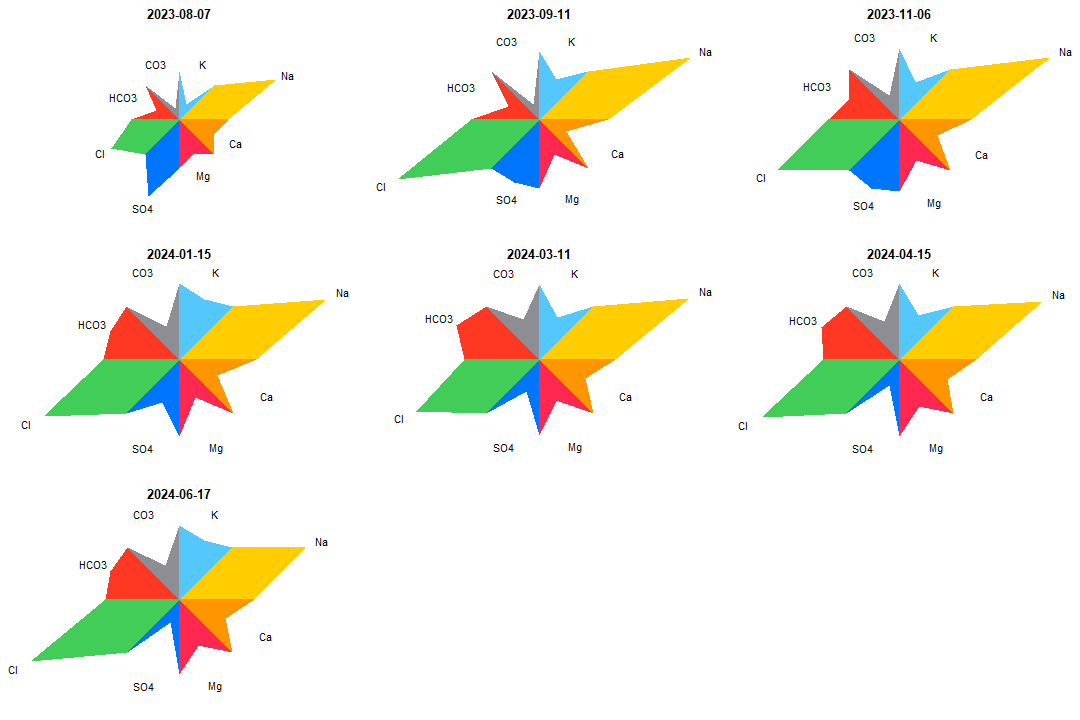 2023-08-07
CO3
K
Na
HCO3
Cl
Ca
Mg
SO4
2023-09-11
CO3
K
Na
HCO3
Cl
Ca
Mg
SO4
2023-11-06
CO3
K
Na
HCO3
Cl
Ca
Mg
SO4
2024-01-15
CO3
K
Na
HCO3
Cl
Ca
Mg
SO4
2024-03-11
CO3
K
Na
HCO3
Cl
Ca
Mg
SO4
2024-04-15
CO3
K
Na
HCO3
Cl
Ca
Mg
SO4
2024-06-17
CO3
K
Na
HCO3
Cl
Ca
Mg
SO4